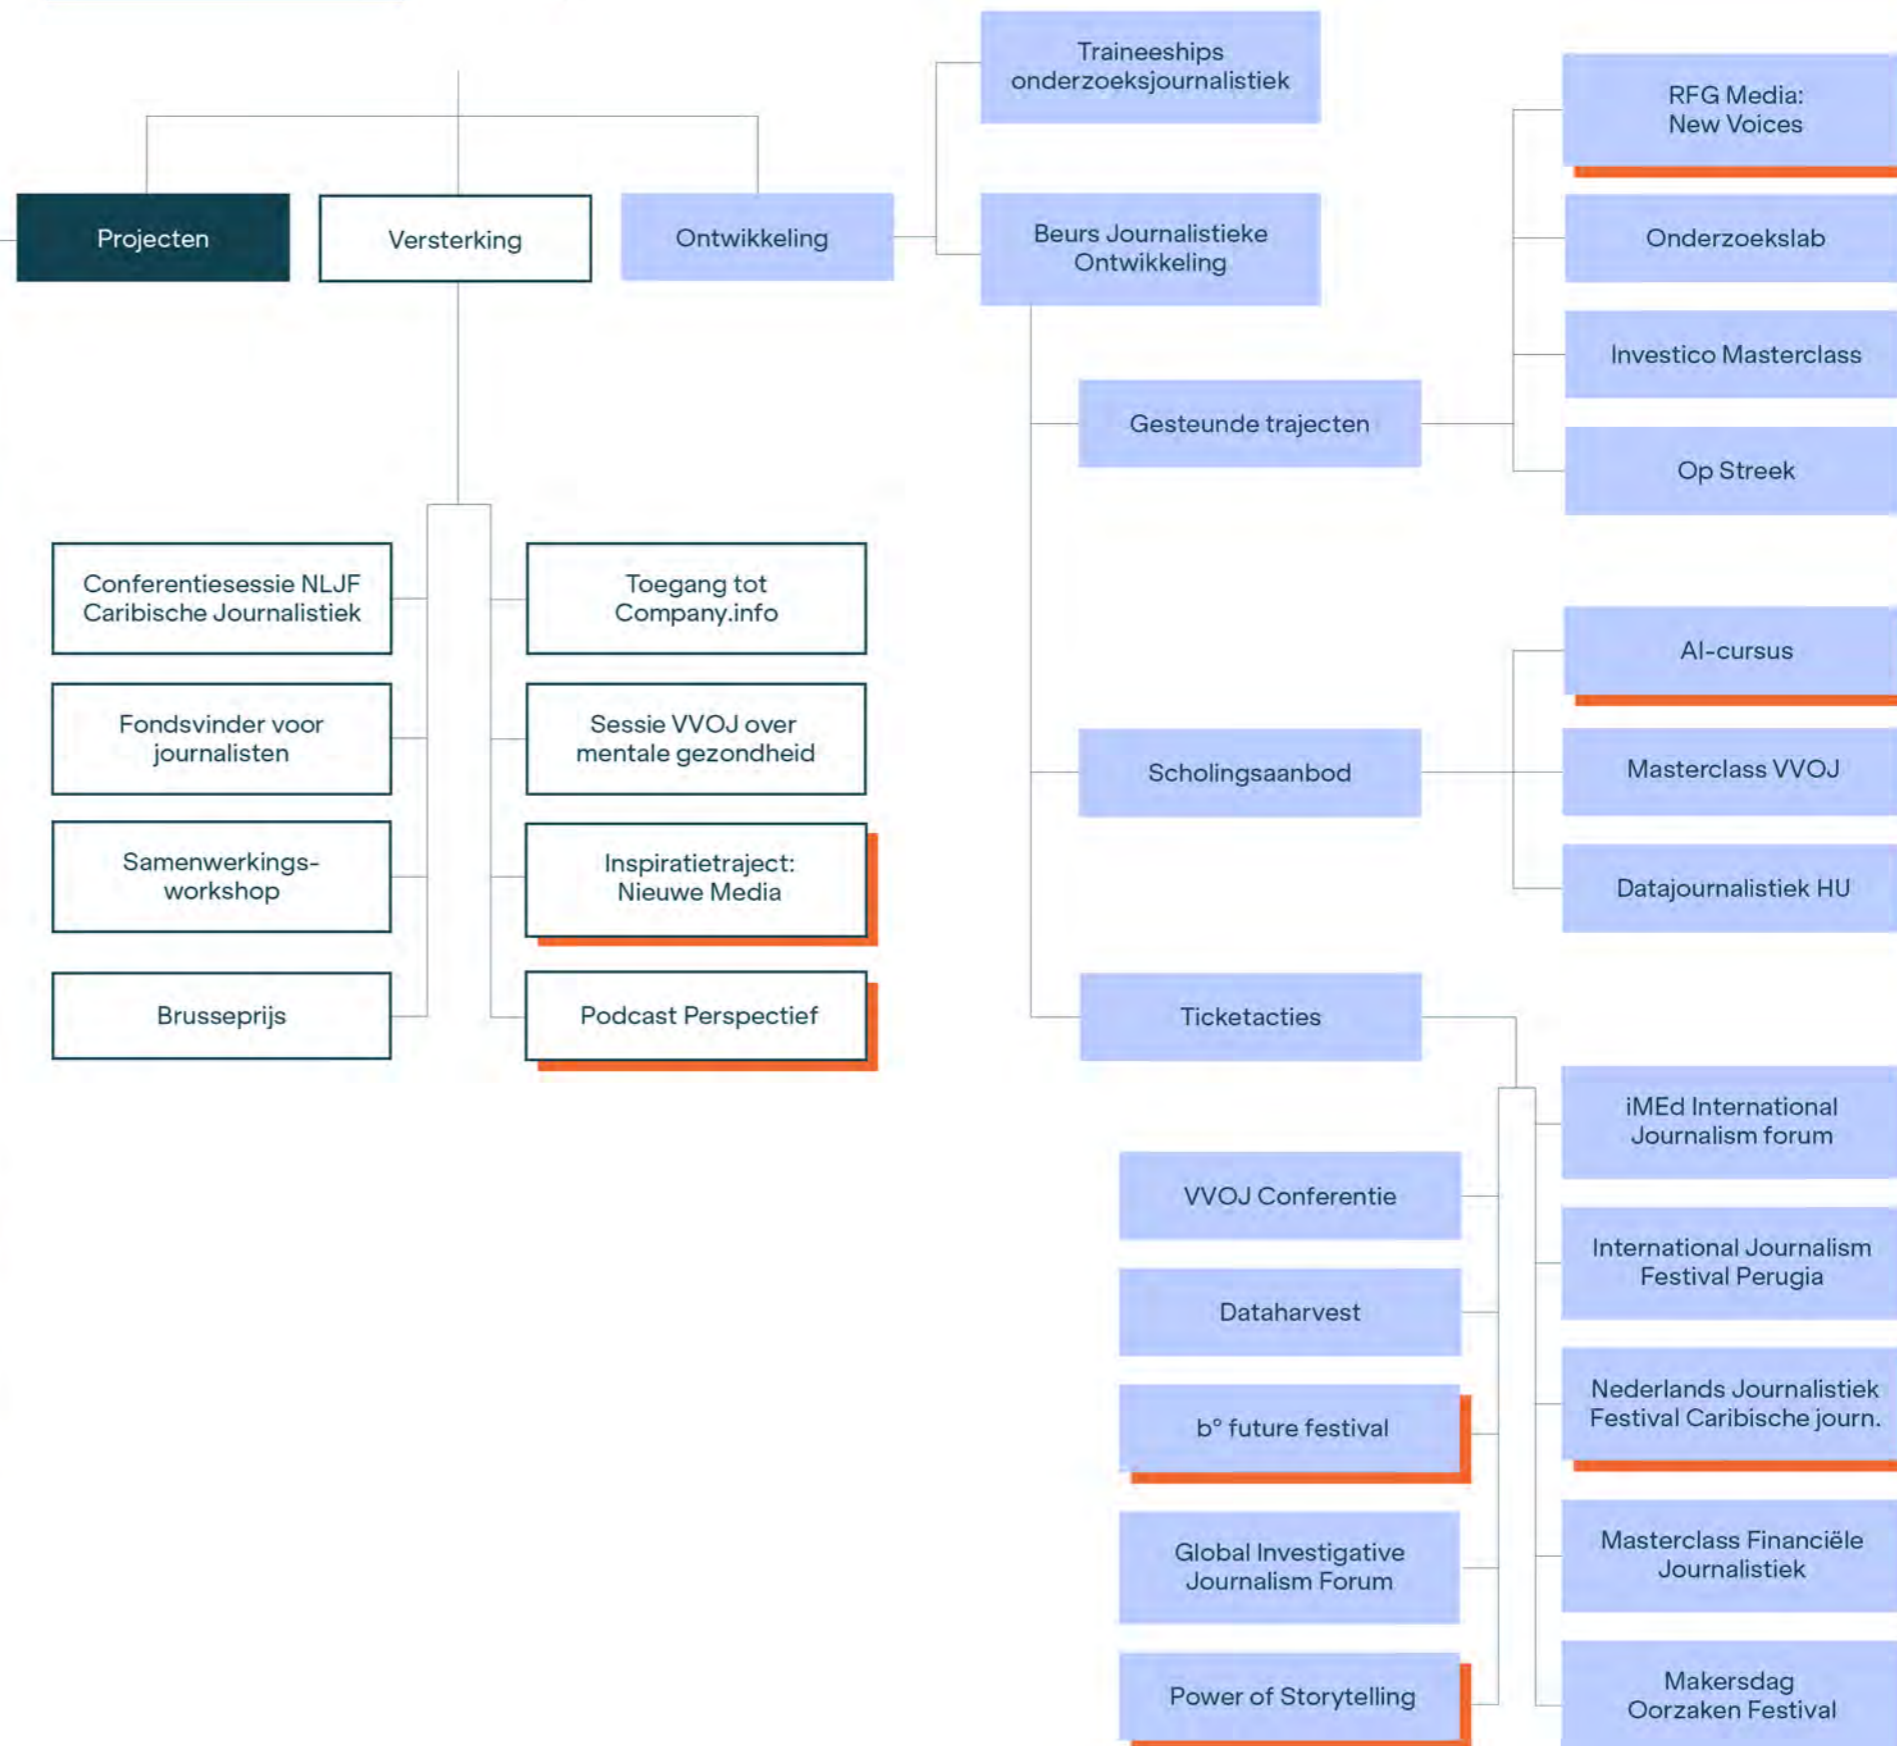 Projecten
Versterking
Ontwikkeling
Conferentiesessie NLJF
Caribische Journalistiek
Fondsvinder voor
journalisten
Samenwerkings-
workshop
Brusseprijs
Toegang tot
Company.info
Sessie VVOJ over
mentale gezondheid
Inspiratietraject:
Nieuwe Media
Podcast Perspectief
Traineeships
onderzoeksjournalistiek
Beurs Journalistieke
Ontwikkeling
Gesteunde trajecten
RFG Media:
New Voices
Onderzoekslab
Investico Masterclass
Op Streek
Scholingsaanbod
AI-cursus
Masterclass VVOJ
Datajournalistiek HU
Ticketacties
VVOJ Conferentie
Dataharvest
b° future festival
Global Investigative
Journalism Forum
Power of Storytelling
iMEd International
Journalism forum
International Journalism
Festival Perugia
Nederlands Journalistiek
Festival Caribische journ.
Masterclass Financiële
Journalistiek
Makersdag
Oorzaken Festival